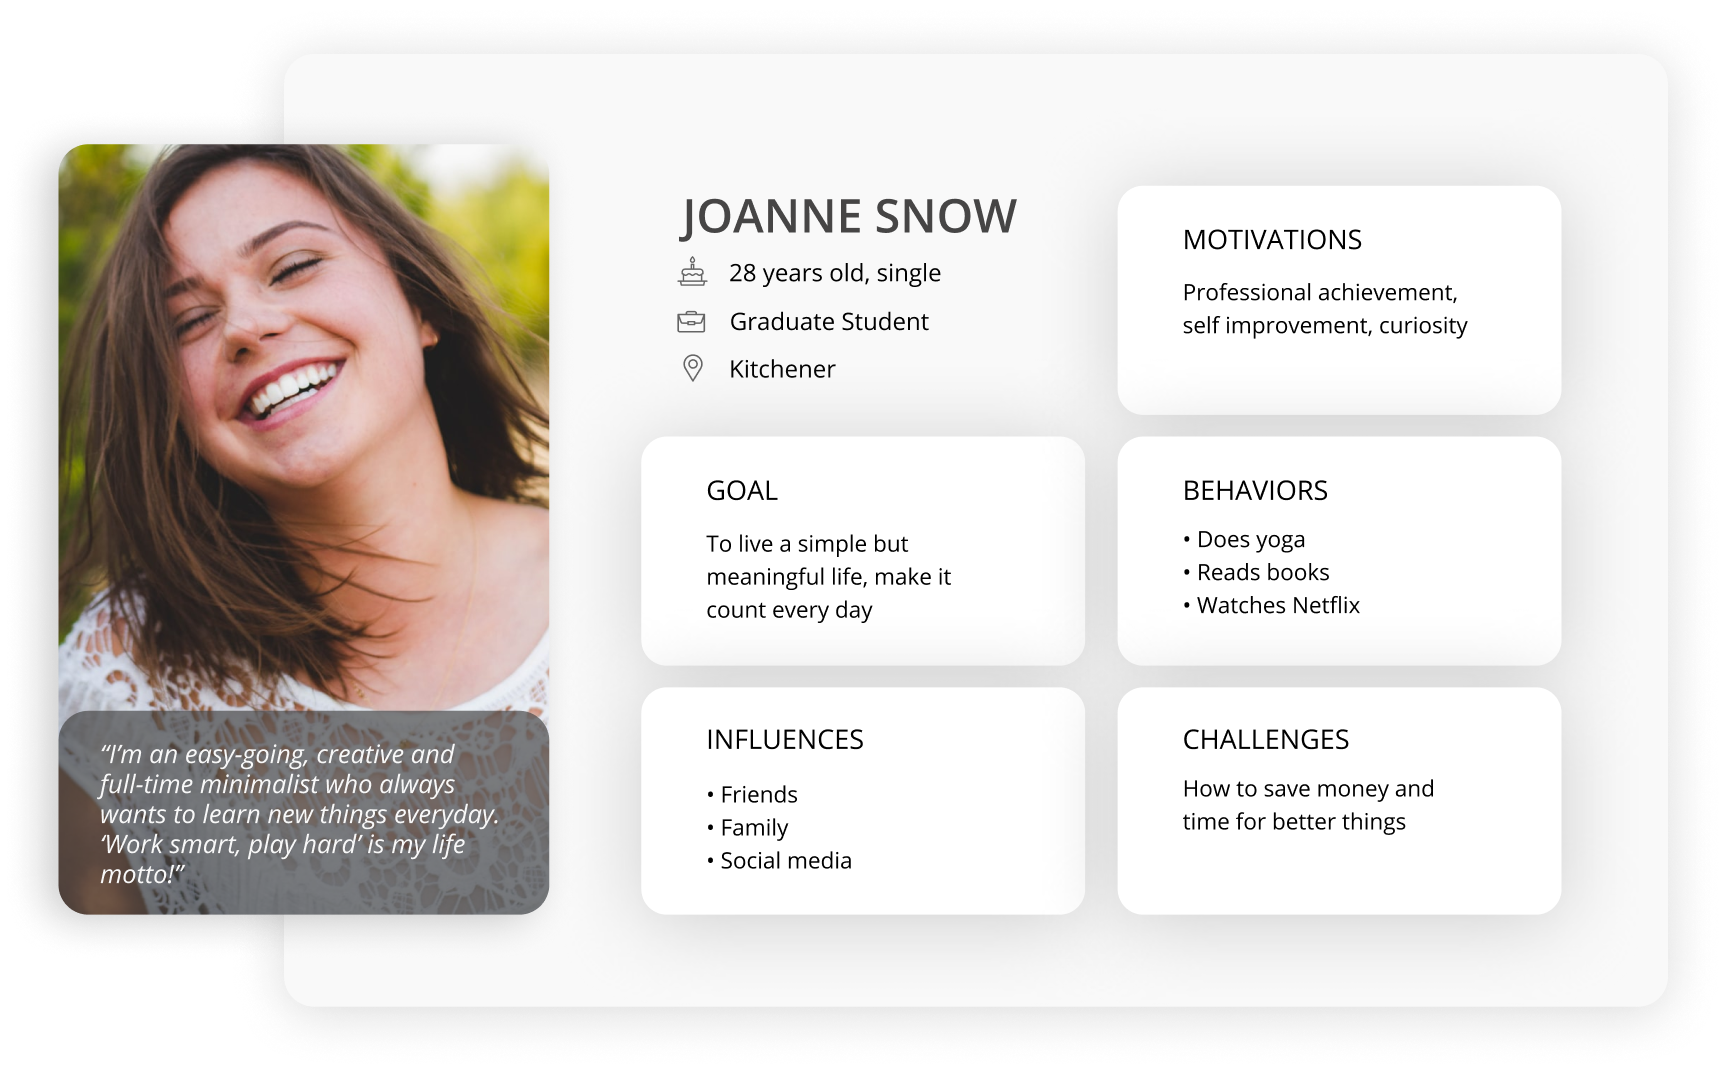 JOANNE SNOW
28 years old, single
Graduate Student
Kitchener
“I’m an easy-going, creative and
full-time minimalist who always
wants to learn new things everyday.
‘Work smart, play hard’ is my life
motto!”
GOAL
To live a simple but
meaningful life, make it
count every day
INFLUENCES
• Friends
• Family
• Social media
MOTIVATIONS
Professional achievement,
self improvement, curiosity
BEHAVIORS
• Does yoga
• Reads books
• Watches Netflix
CHALLENGES
How to save money and
time for better things